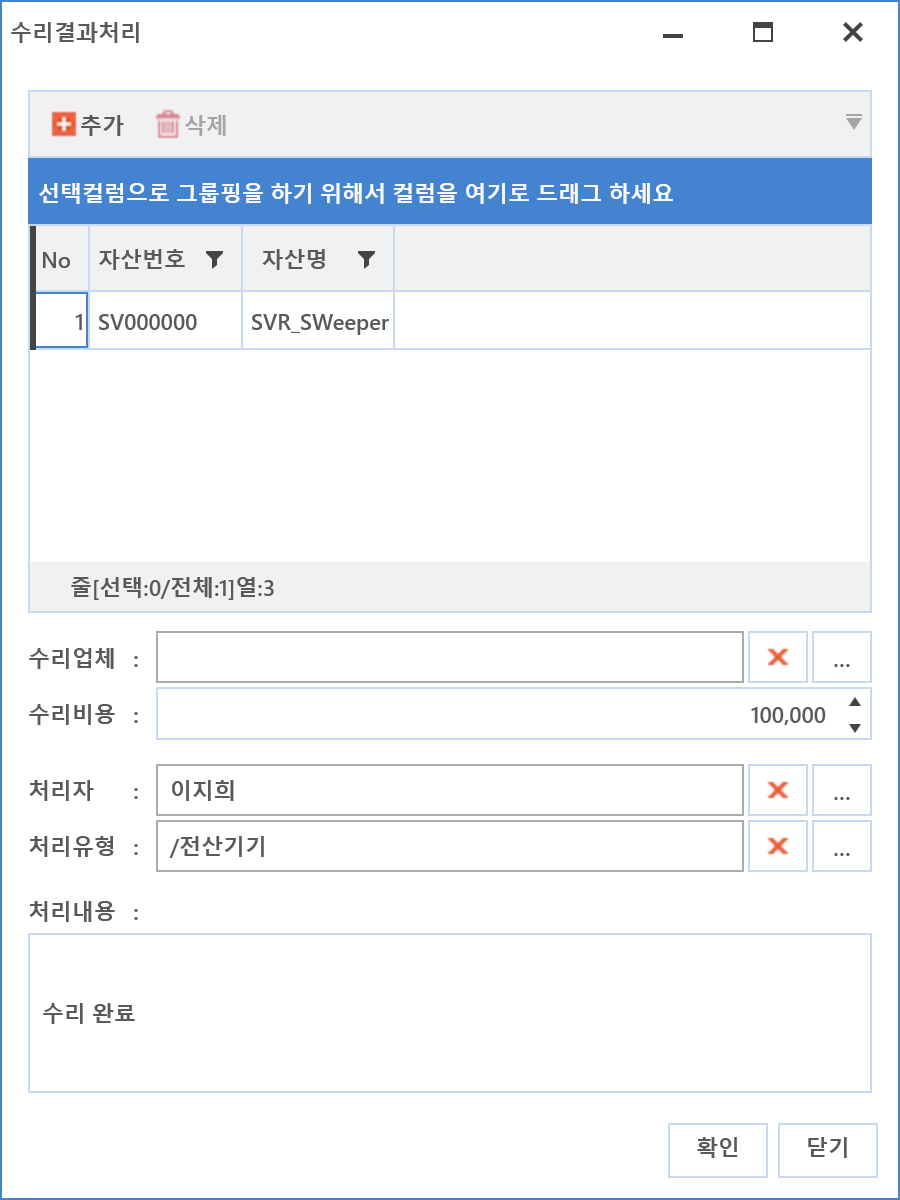 수리결과처리
추가 삭제
선택컬럼으로 그룹핑을 하기 위해서 컬럼을 여기로 드래그 하세요
No 자산번호 자산명
1 SV000000 SVR_SWeeper
줄[선택:0/전체:1]열:3
수리업체 : ...
수리비용 : 100,000
처리자 : 이지희 ...
처리유형 : /전산기기 ...
처리내용 :
수리 완료
확인 닫기